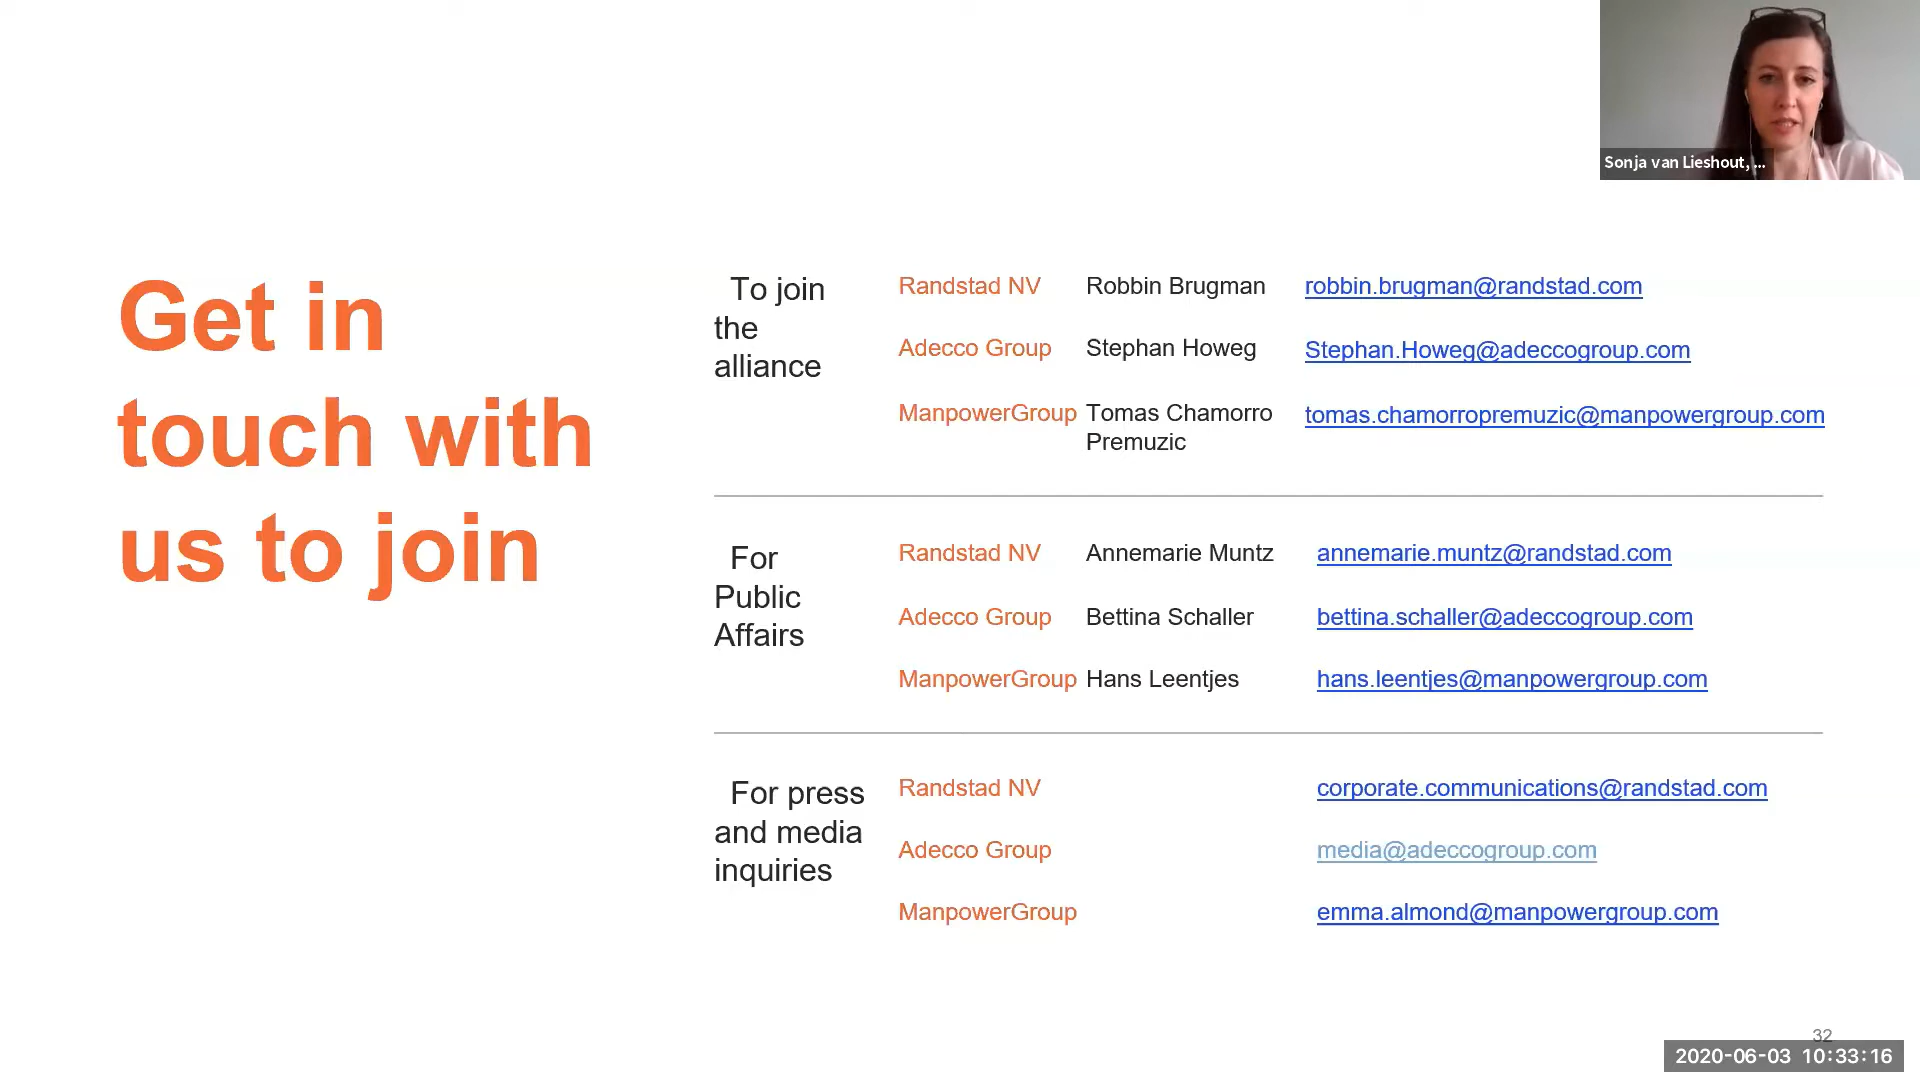 Sonja van Lieshout, ...
Get in
touch with
us to join
To join
the
alliance
Randstad NV Robbin Brugman robbin.brugman@randstad.com
Adecco Group Stephan Howeg Stephan.Howeg@adeccogroup.com
ManpowerGroup Tomas Chamorro tomas.chamorropremuzic@manpowergroup.com
Premuzic
For
Public
Affairs
Randstad NV Annemarie Muntz annemarie.muntz@randstad.com
Adecco Group Bettina Schaller bettina.schaller@adeccogroup.com
ManpowerGroup Hans Leentjes hans.leentjes@manpowergroup.com
For press
and media
inquiries
Randstad NV corporate.communications@randstad.com
Adecco Group media@adeccogroup.com
ManpowerGroup emma.almond@manpowergroup.com
32
2020-06-03 10:33:16